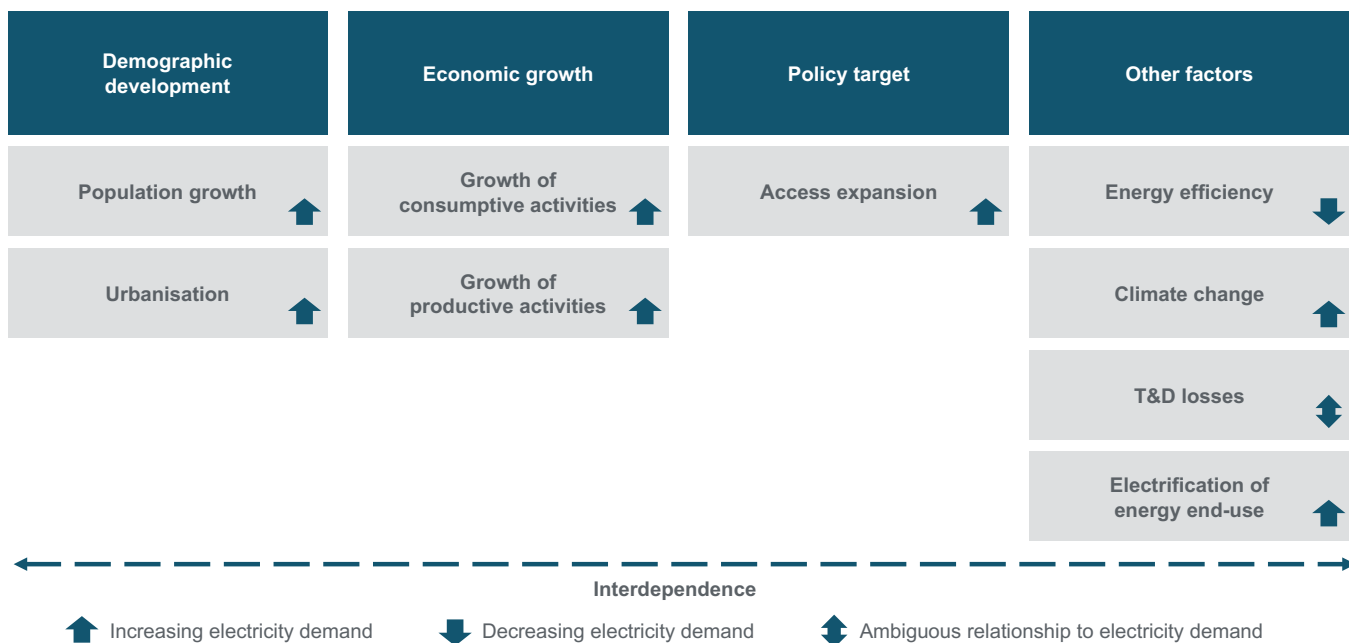 Demographic
development
Economic growth
Policy target
Other factors
Population growth
Growth of
consumptive activities
Access expansion
Energy efficiency
Urbanisation
Growth of
productive activities
Climate change
T&D losses
Electrification of
energy end-use
Interdependence
Increasing electricity demand
Decreasing electricity demand
Ambiguous relationship to electricity demand